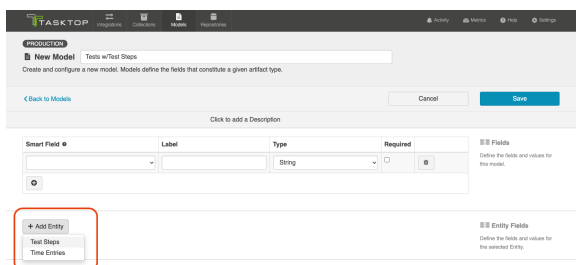 TASKTOP
Integrations
Collections
Models
Repositories
Activity
Metrics
Help
Settings
PRODUCTION
New Model
Tests w/Test Steps
Create and configure a new model. Models define the fields that constitute a given artifact type.
Back to Models
Cancel
Save
Click to add a Description
Smart Field
Label
Type
Required
String
Fields
Define the fields and values for
this model.
+ Add Entity
Test Steps
Time Entries
Entity Fields
Define the fields and values for
the selected Entity.